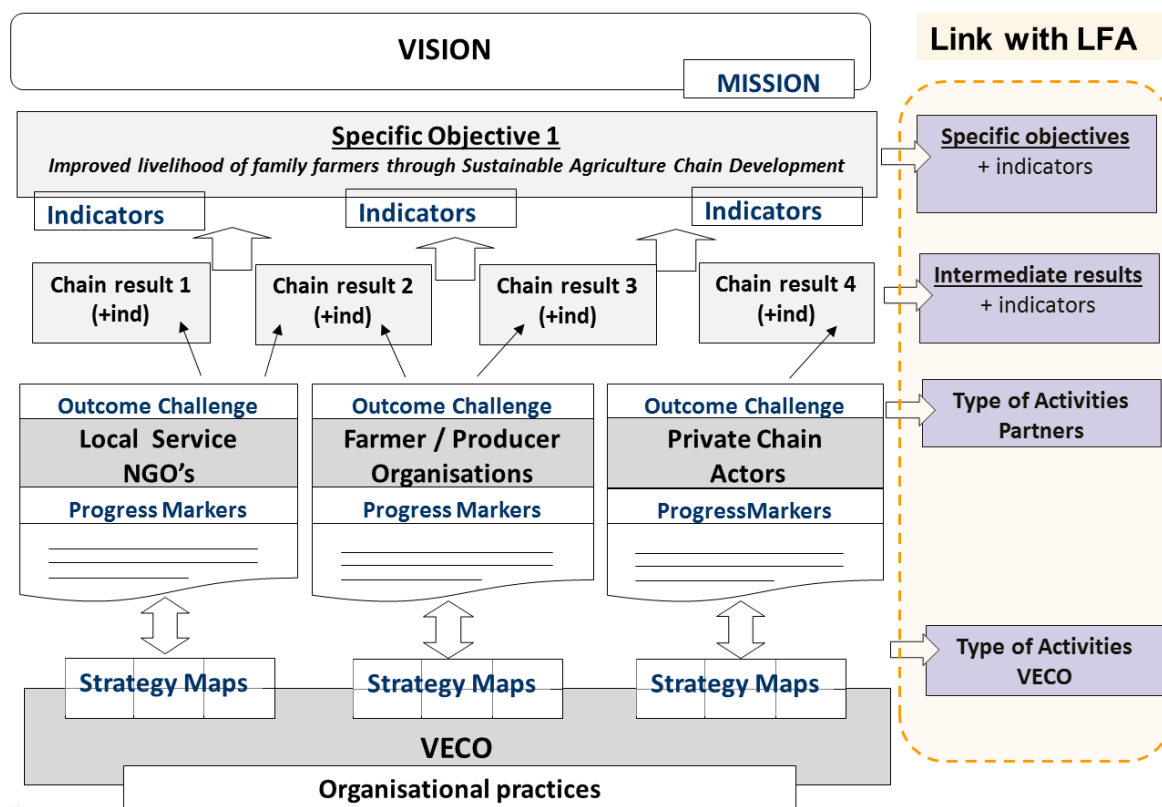 VISION
MISSION
Link with LFA
Specific Objective 1
Improved livelihood of family farmers through Sustainable Agriculture Chain Development
Indicators
Indicators
Indicators
Specific objectives
+ indicators
Chain result 1
(+ind)
Chain result 2
(+ind)
Chain result 3
(+ind)
Chain result 4
(+ind)
Intermediate results
+ indicators
Outcome Challenge
Local Service
NGO’s
Progress Markers
Outcome Challenge
Farmer / Producer
Organisations
Progress Markers
Outcome Challenge
Private Chain
Actors
ProgressMarkers
Type of Activities
Partners
Strategy Maps
Strategy Maps
Strategy Maps
Type of Activities
VECO
VECO
Organisational practices